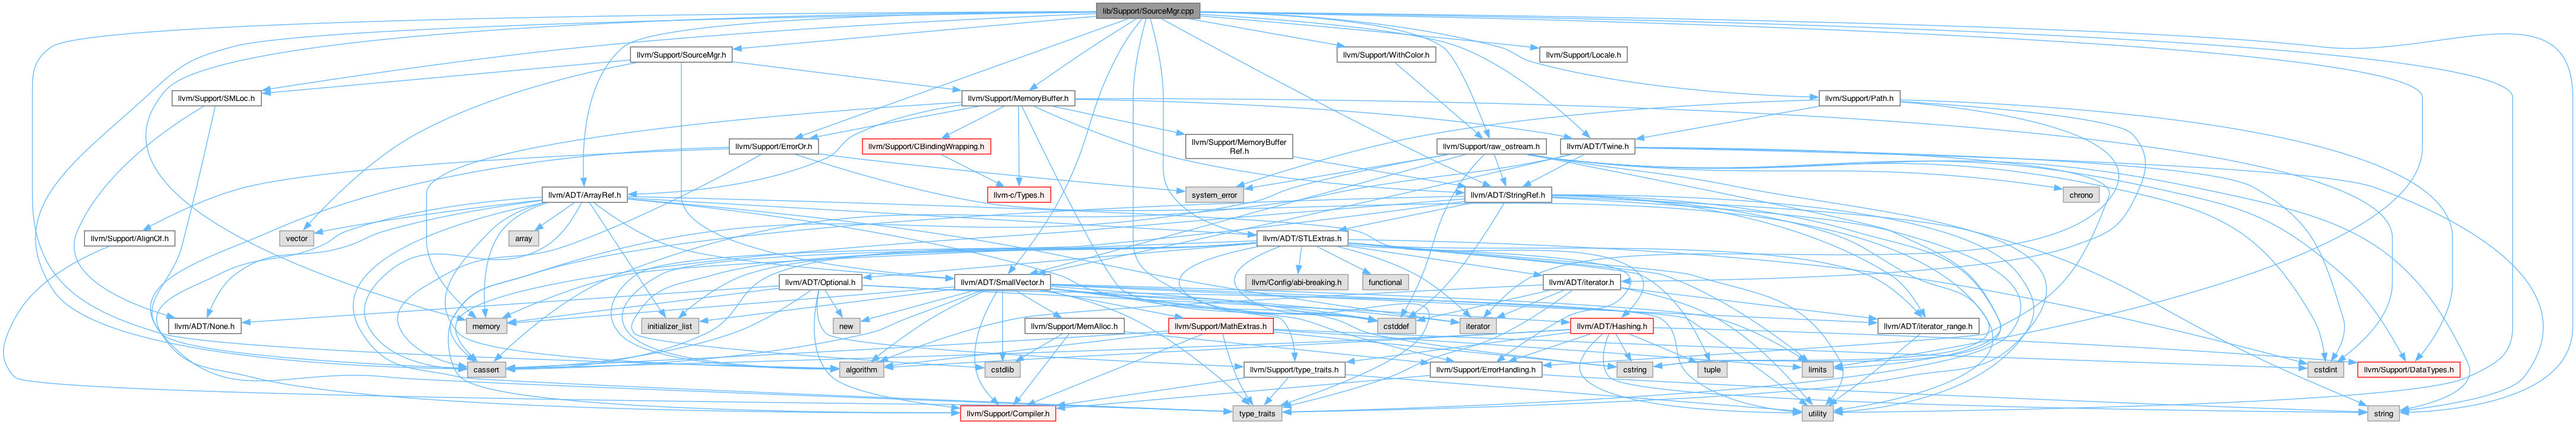 lib/Support/SourceMgr.cpp
llvm/Support/SourceMgr.h
llvm/Support/WithColor.h
llvm/Support/Locale.h
llvm/Support/SMLoc.h
llvm/Support/MemoryBuffer.h
llvm/Support/Path.h
llvm/Support/ErrorOr.h
llvm/Support/CBindingWrapping.h
llvm/Support/MemoryBuffer
Ref.h
llvm/Support/raw_ostream.h
llvm/ADT/Twine.h
llvm/ADT/ArrayRef.h
llvm-c/Types.h
system_error
llvm/ADT/StringRef.h
chrono
llvm/Support/AlignOf.h
vector
array
llvm/ADT/STLExtras.h
llvm/ADT/Optional.h
llvm/ADT/SmallVector.h
llvm/Config/abi-breaking.h
functional
llvm/ADT/iterator.h
llvm/ADT/None.h
memory
initializer_list
new
llvm/Support/MemAlloc.h
llvm/Support/MathExtras.h
cstddef
iterator
llvm/ADT/Hashing.h
llvm/ADT/iterator_range.h
cassert
algorithm
cstdlib
llvm/Support/type_traits.h
llvm/Support/ErrorHandling.h
cstring
tuple
limits
cstdint
llvm/Support/DataTypes.h
llvm/Support/Compiler.h
type_traits
utility
string